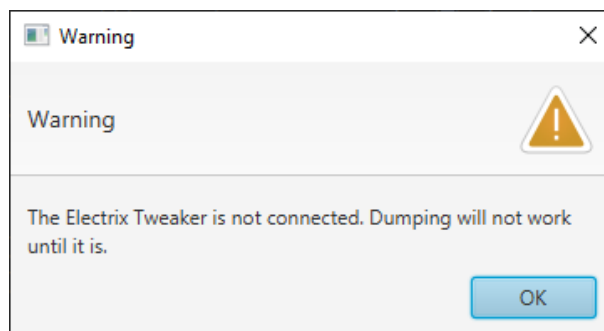 Warning
Warning
The Electrix Tweaker is not connected. Dumping will not work
until it is.
OK